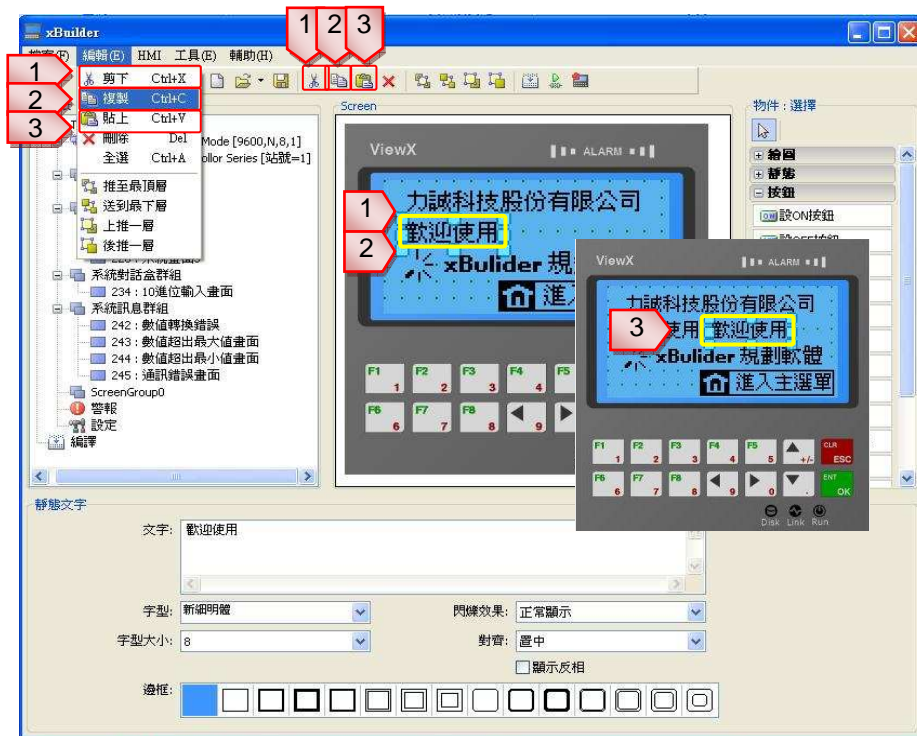 xBuilder
1 2 3
編輯(E) HMI 工具(E) 輔助(H)
1 剪下 Ctrl+X
2 複製 Ctrl+C
3 貼上 Ctrl+V
刪除 Del
全選 Ctrl+A
推至最頂層
送到最下層
上推一層
後推一層
Mode [9600,N,8,1]
ollor Series [站號=1]
系統對話盒群組
234 : 10進位輸入畫面
系統訊息群組
242 : 數值轉換錯誤
243 : 數值超出最大值畫面
244 : 數值超出最小值畫面
245 : 通訊錯誤畫面
ScreenGroup0
警報
設定
編譯
Screen
ViewX ALARM
力誠科技股份有限公司
1 歡迎使用
2
xBulider 規
進
F1 1 F2 2 F3 3 F4 4 F5
F6 6 F7 7 F8 8 9
ViewX ALARM
力誠科技股份有限公司
3 使用 歡迎使用
xBulider 規劃軟體
進入主選單
F1 1 F2 2 F3 3 F4 4 F5 5 +/- CLR ESC
F6 6 F7 7 F8 8 9 0 . ENT OK
Disk Link Run
物件 : 選擇
繪圖
靜態
按鈕
設ON按鈕
靜態文字
文字: 歡迎使用
字型: 新細明體
閃爍效果: 正常顯示
字型大小: 8
對齊: 置中
顯示反相
邊框: